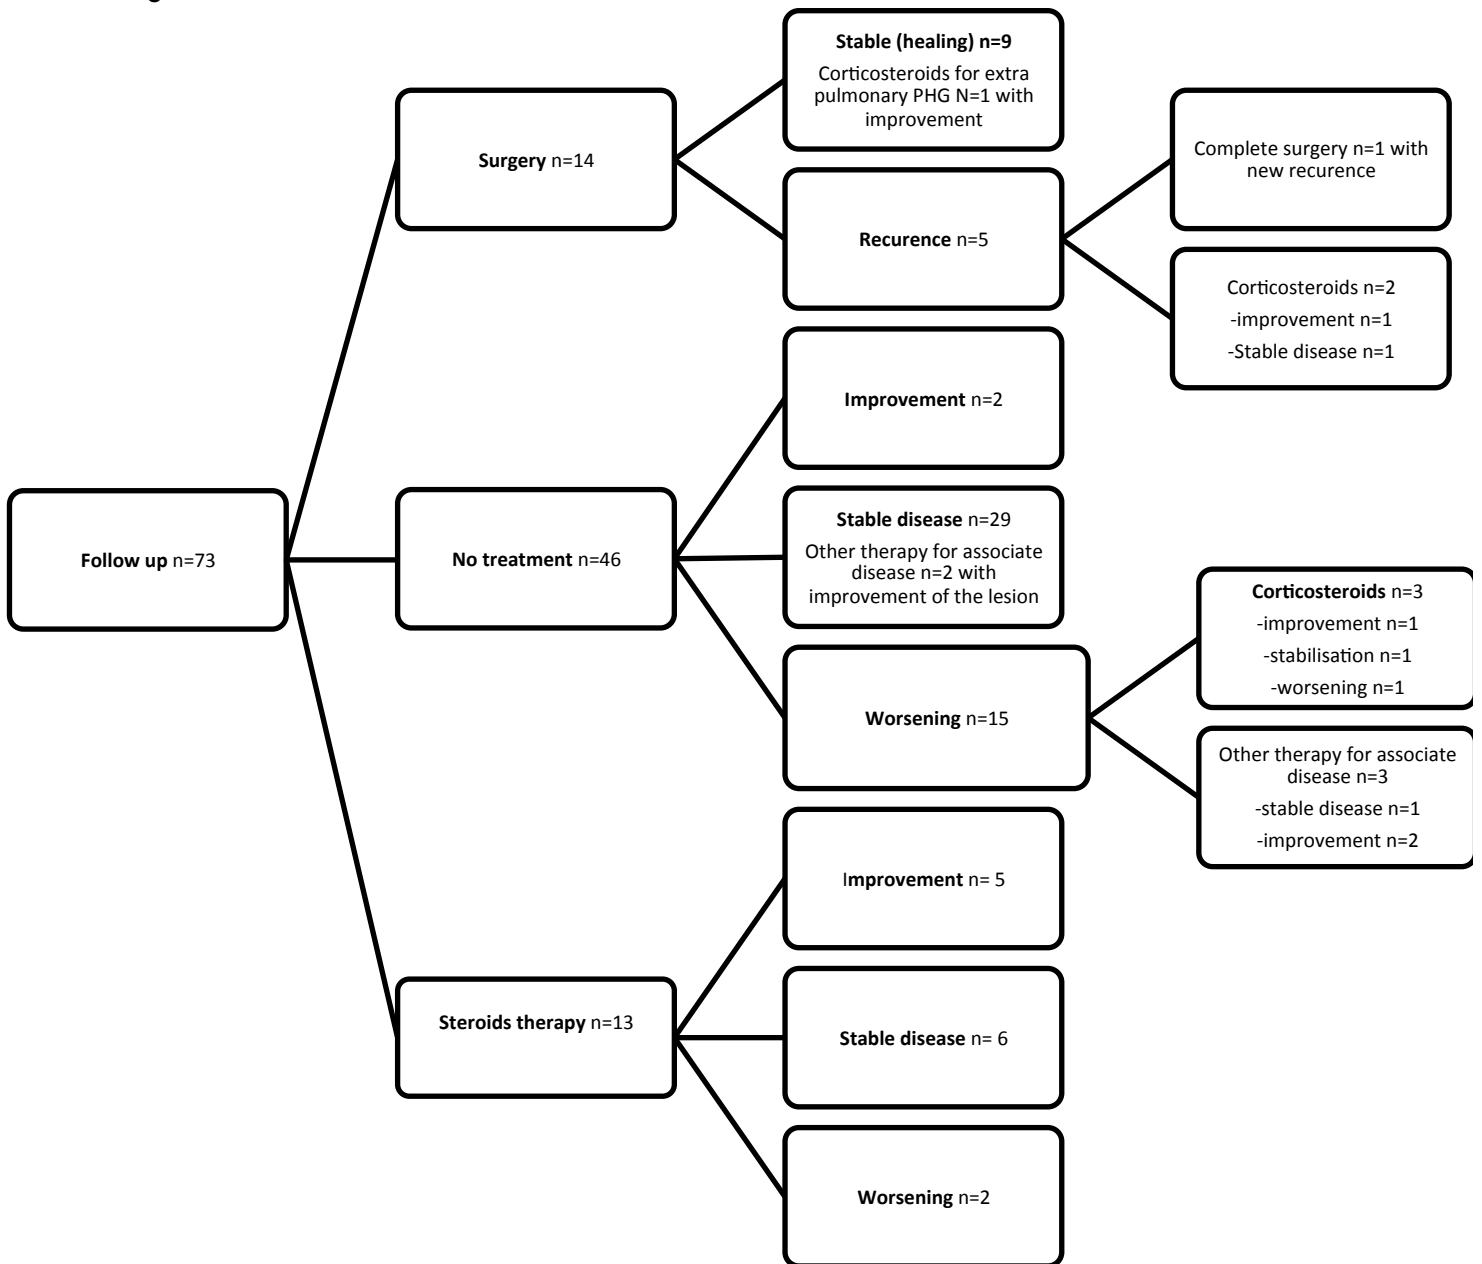 Follow up n=73
Surgery n=14
Stable (healing) n=9
Corticosteroids for extra
pulmonary PHG N=1 with
improvement
Recurence n=5
Complete surgery n=1 with
new recurence
Corticosteroids n=2
-improvement n=1
-Stable disease n=1
No treatment n=46
Improvement n=2
Stable disease n=29
Other therapy for associate
disease n=2 with
improvement of the lesion
Worsening n=15
Corticosteroids n=3
-improvement n=1
-stabilisation n=1
-worsening n=1
Other therapy for associate
disease n=3
-stable disease n=1
-improvement n=2
Steroids therapy n=13
Improvement n= 5
Stable disease n= 6
Worsening n=2